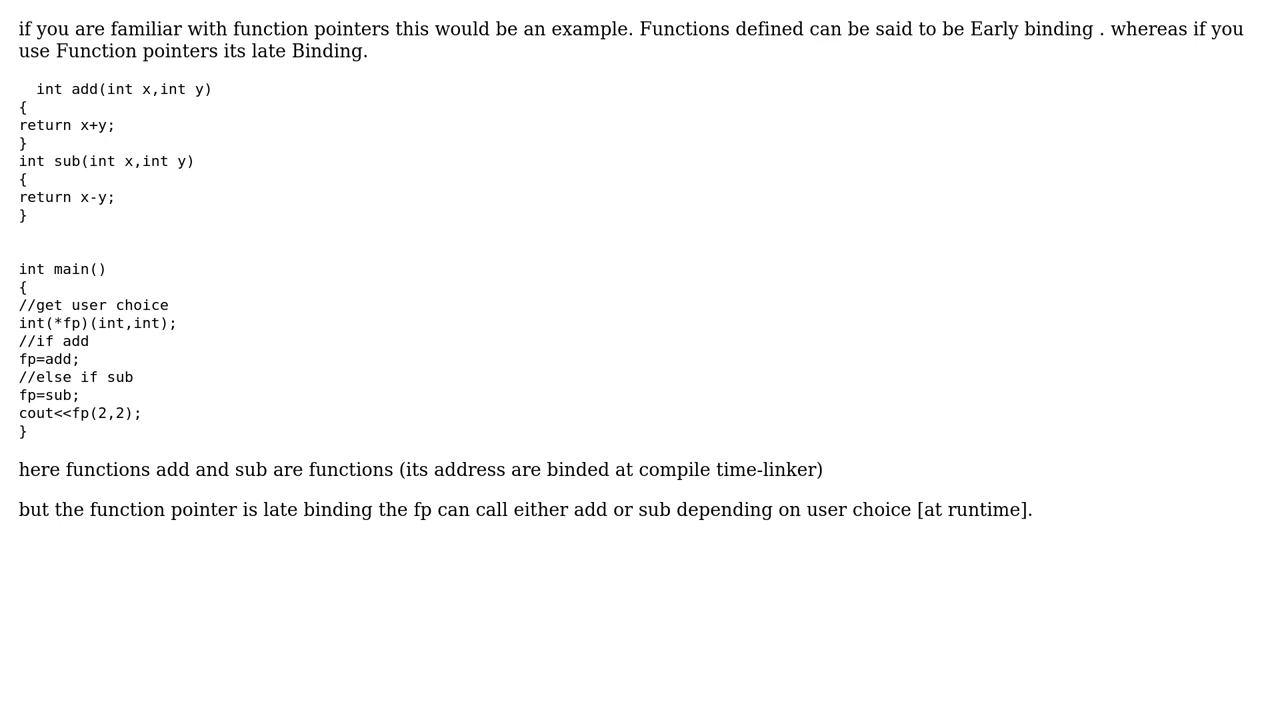 if you are familiar with function pointers this would be an example. Functions defined can be said to be Early binding . whereas if you
use Function pointers its late Binding.
  int add(int x,int y)
{
return x+y;
}
int sub(int x,int y)
{
return x-y;
}
int main()
{
//get user choice
int(*fp)(int,int);
//if add
fp=add;
//else if sub
fp=sub;
cout<<fp(2,2);
}
here functions add and sub are functions (its address are binded at compile time-linker)
but the function pointer is late binding the fp can call either add or sub depending on user choice [at runtime].